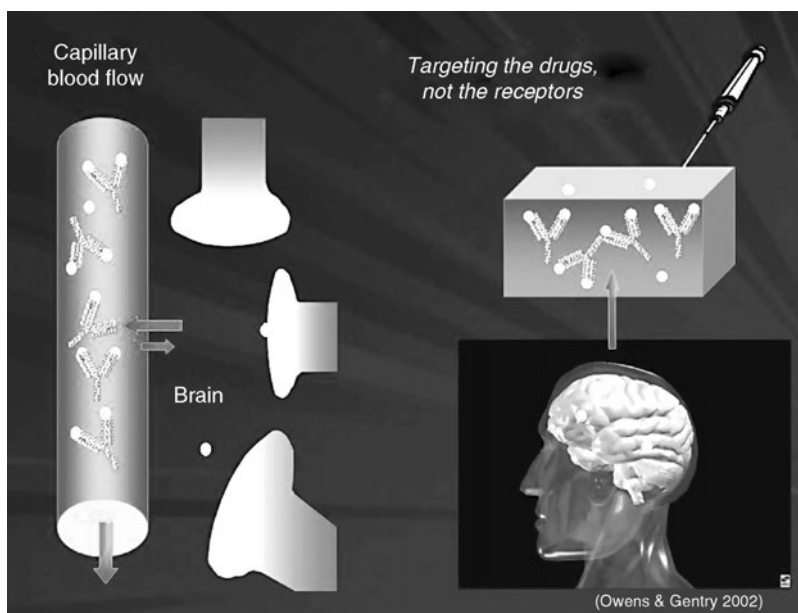 Capillary
blood flow
Targeting the drugs,
not the receptors
Brain
(Owens & Gentry 2002)